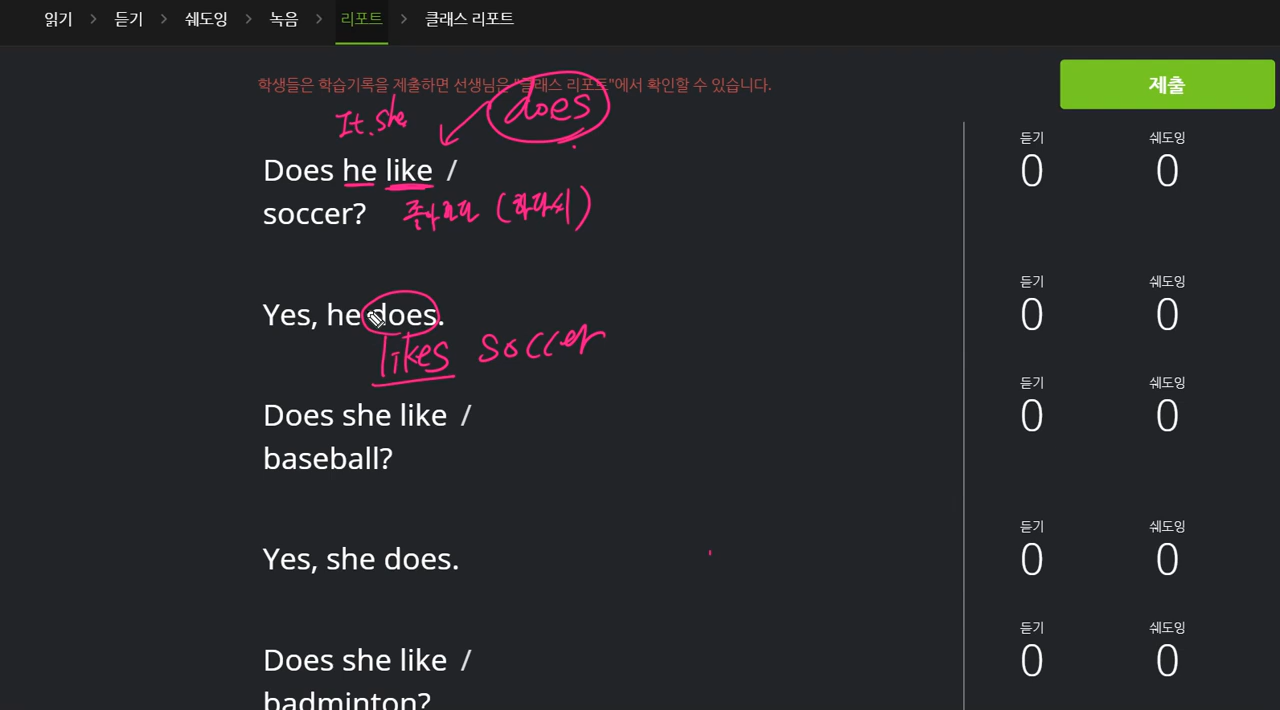 읽기 > 듣기 > 쉐도잉 > 녹음 > 리포트 > 클래스 리포트
학생들은 학습기록을 제출하면 선생님은 "클래스 리포트"에서 확인할 수 있습니다.
제출
does
It. she
듣기 쉐도잉
Does he like / 0 0
soccer?
좋아하다 (하다씨)
듣기 쉐도잉
Yes, he does. 0 0
likes soccer
듣기 쉐도잉
Does she like / 0 0
baseball?
듣기 쉐도잉
Yes, she does. 0 0
듣기 쉐도잉
Does she like / 0 0
badminton?